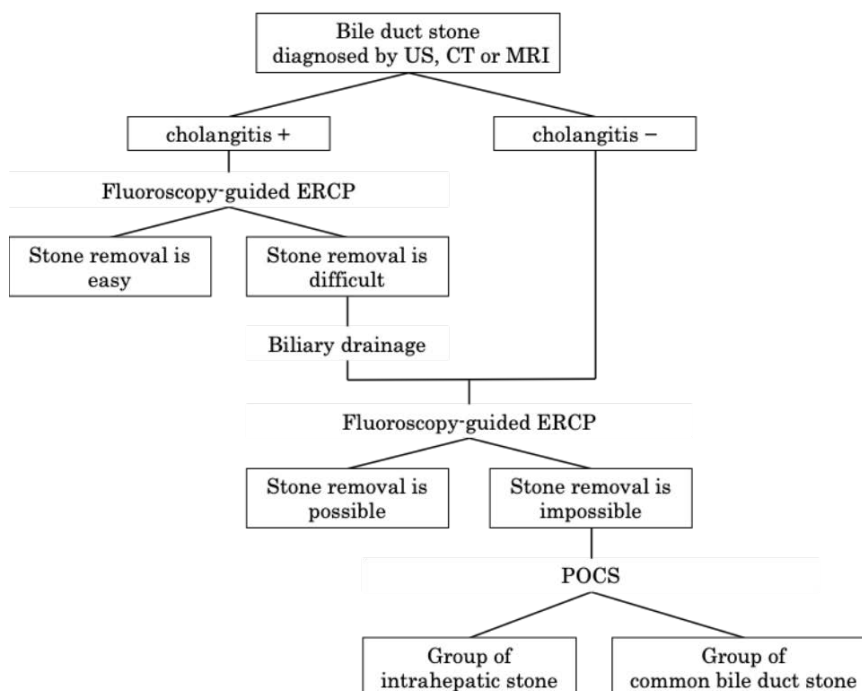 Bile duct stone
diagnosed by US, CT or MRI
cholangitis +
cholangitis −
Fluoroscopy-guided ERCP
Stone removal is
easy
Stone removal is
difficult
Biliary drainage
Fluoroscopy-guided ERCP
Stone removal is
possible
Stone removal is
impossible
POCS
Group of
intrahepatic stone
Group of
common bile duct stone